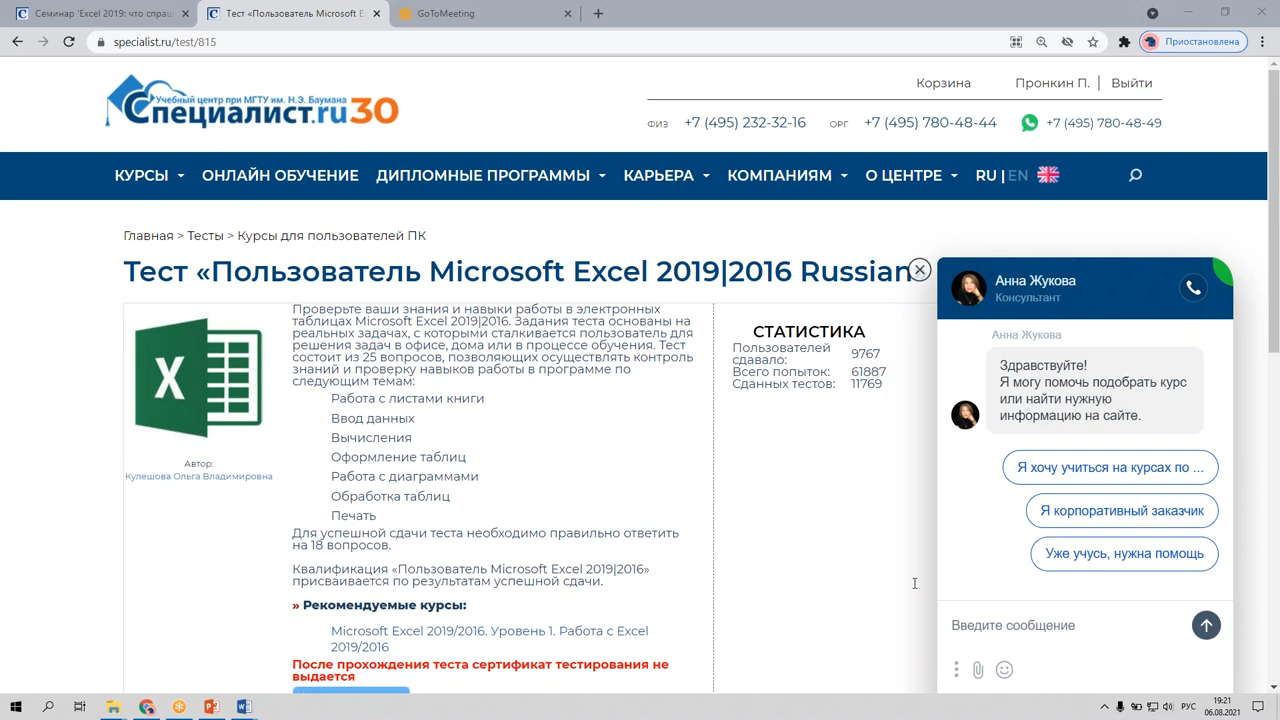 Семинар 'Excel 2019: что спраш
Тест «Пользователь Microsoft E
GoToMeeting
specialist.ru/test/815
Приостановлена
Учебный центр при МГТУ им. Н.Э. Баумана
Специалист.ru 30
Корзина
Пронкин П. | Выйти
ФИЗ +7 (495) 232-32-16 ОРГ +7 (495) 780-48-44 +7 (495) 780-48-49
КУРСЫ ОНЛАЙН ОБУЧЕНИЕ ДИПЛОМНЫЕ ПРОГРАММЫ КАРЬЕРА КОМПАНИЯМ О ЦЕНТРЕ RU | EN
Главная > Тесты > Курсы для пользователей ПК
Тест «Пользователь Microsoft Excel 2019|2016 Russian
X
Автор:
Кулешова Ольга Владимировна
Проверьте ваши знания и навыки работы в электронных
таблицах Microsoft Excel 2019|2016. Задания теста основаны на
реальных задачах, с которыми сталкивается пользователь для
решения задач в офисе, дома или в процессе обучения. Тест
состоит из 25 вопросов, позволяющих осуществлять контроль
знаний и проверку навыков работы в программе по
следующим темам:
Работа с листами книги
Ввод данных
Вычисления
Оформление таблиц
Работа с диаграммами
Обработка таблиц
Печать
Для успешной сдачи теста необходимо правильно ответить
на 18 вопросов.
Квалификация «Пользователь Microsoft Excel 2019|2016»
присваивается по результатам успешной сдачи.
» Рекомендуемые курсы:
Microsoft Excel 2019/2016. Уровень 1. Работа с Excel
2019/2016
После прохождения теста сертификат тестирования не
выдается
СТАТИСТИКА
Пользователей
сдавало: 9767
Всего попыток: 61887
Сданных тестов: 11769
Анна Жукова
Консультант
Анна Жукова
Здравствуйте!
Я могу помочь подобрать курс
или найти нужную
информацию на сайте.
Я хочу учиться на курсах по ...
Я корпоративный заказчик
Уже учусь, нужна помощь
Введите сообщение
РУС
19:21
06.08.2021